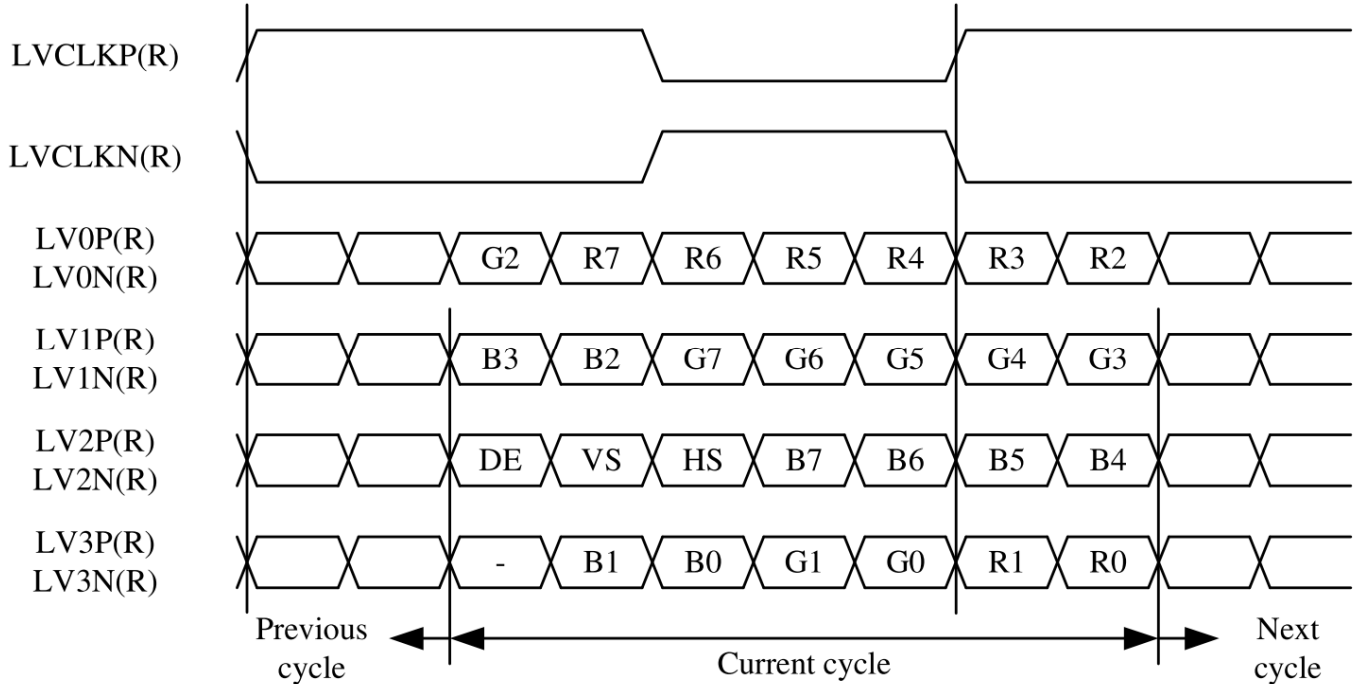 LVCLKP(R)
LVCLKN(R)
LV0P(R)
LV0N(R)
G2 R7 R6 R5 R4 R3 R2
LV1P(R)
LV1N(R)
B3 B2 G7 G6 G5 G4 G3
LV2P(R)
LV2N(R)
DE VS HS B7 B6 B5 B4
LV3P(R)
LV3N(R)
- B1 B0 G1 G0 R1 R0
Previous
cycle
Current cycle
Next
cycle